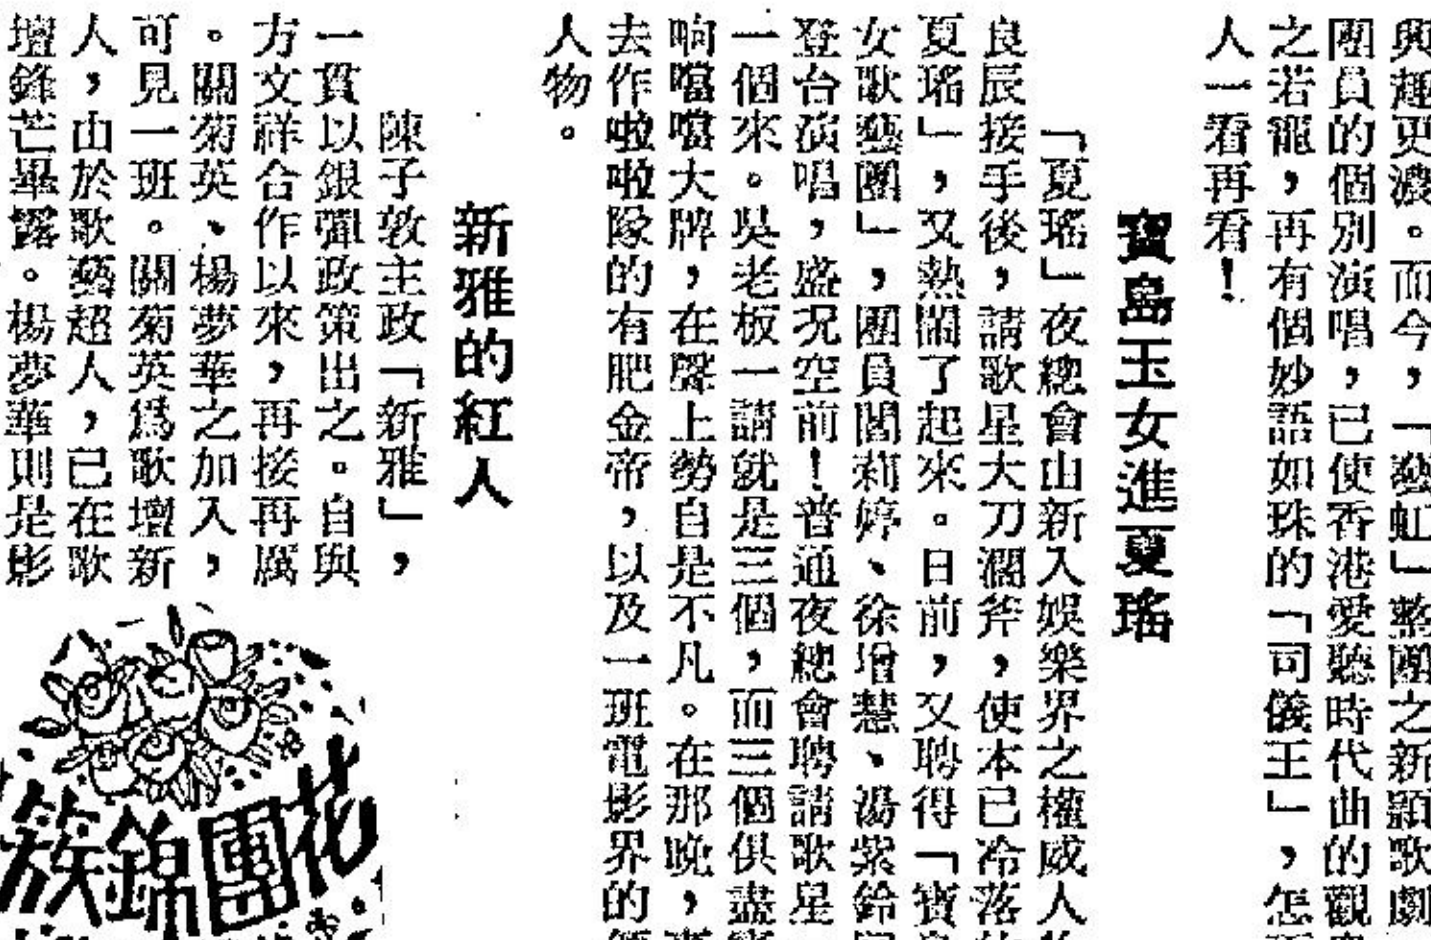 興趣更濃。而今，「藝虹」整團之新穎歌劇
團員的個別演唱，已使香港愛聽時代曲的觀
之若寵，再有個妙語如珠的「司儀王」，怎
人一看再看！
寶島玉女進夏瑤
「夏瑤」夜總會由新入娛樂界之權威人
良辰接手後，請歌星大刀濶斧，使本已冷落
夏瑤」，又熱鬧了起來。日前，又聘得「寶島
女歌藝團」，團員閻莉婷、徐增慧、湯紫鈴
登台演唱，盛況空前！普通夜總會聘請歌星
一個來。吳老板一請就是三個，而三個俱盡
响噹噹大牌，在聲上勢自是不凡。在那晚，
去作啦啦隊的有肥金帝，以及一班電影界的
人物。
新雅的紅人
陳子敦主政「新雅」，
一貫以銀彈政策出之。自與
方文祥合作以來，再接再厲
。關菊英、楊夢華之加入，
可見一班。關菊英爲歌壇新
人，由於歌藝超人，已在歌
壇鋒芒畢露。楊夢華則是影
花團錦簇